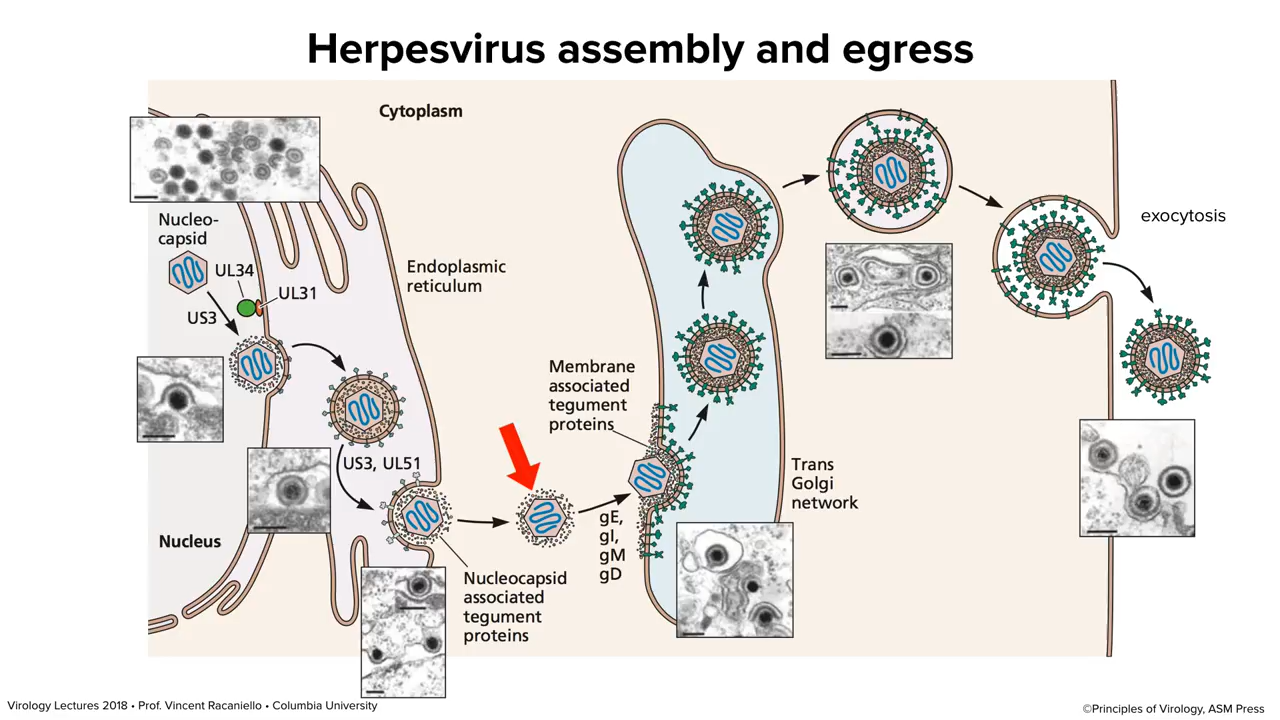 Herpesvirus assembly and egress
Cytoplasm
Nucleo-
capsid
UL34
UL31
US3
Endoplasmic
reticulum
exocytosis
Membrane
associated
tegument
proteins
US3, UL51
Trans
Golgi
network
gE,
gI,
gM
gD
Nucleus
Nucleocapsid
associated
tegument
proteins
Virology Lectures 2018 • Prof. Vincent Racaniello • Columbia University
©Principles of Virology, ASM Press